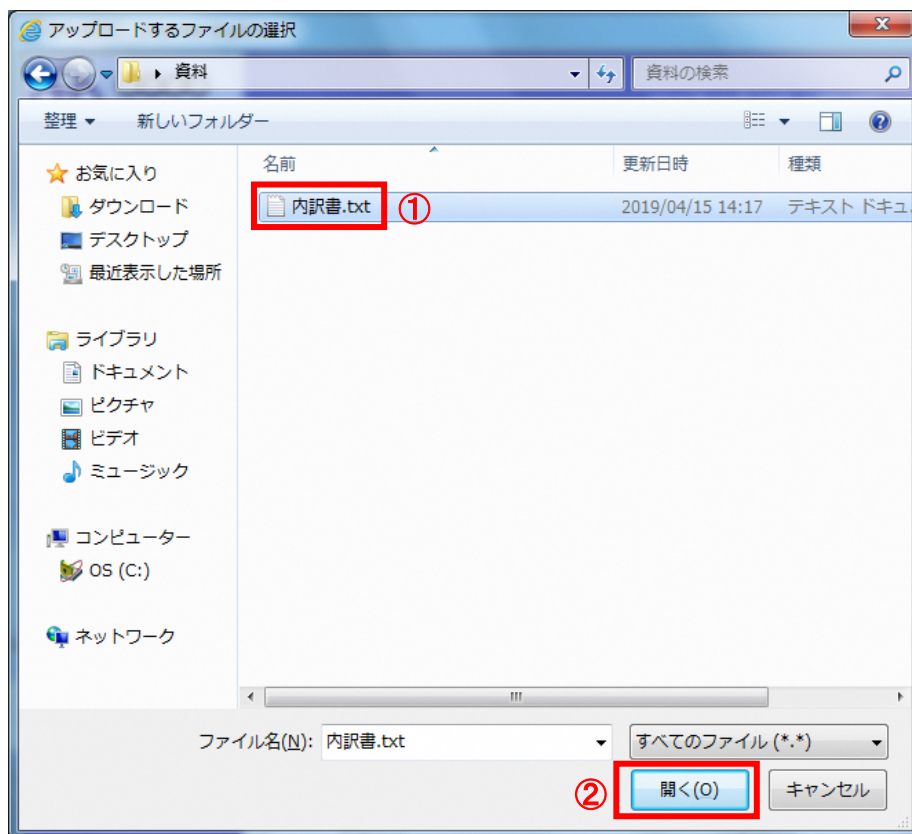 アップロードするファイルの選択
資料
資料の検索
整理 新しいフォルダー
お気に入り
ダウンロード
デスクトップ
最近表示した場所
ライブラリ
ドキュメント
ピクチャ
ビデオ
ミュージック
コンピューター
OS (C:)
ネットワーク
名前 更新日時 種類
内訳書.txt ① 2019/04/15 14:17 テキスト ドキュ
ファイル名(N): 内訳書.txt すべてのファイル (*.*)
② 開く(O) キャンセル